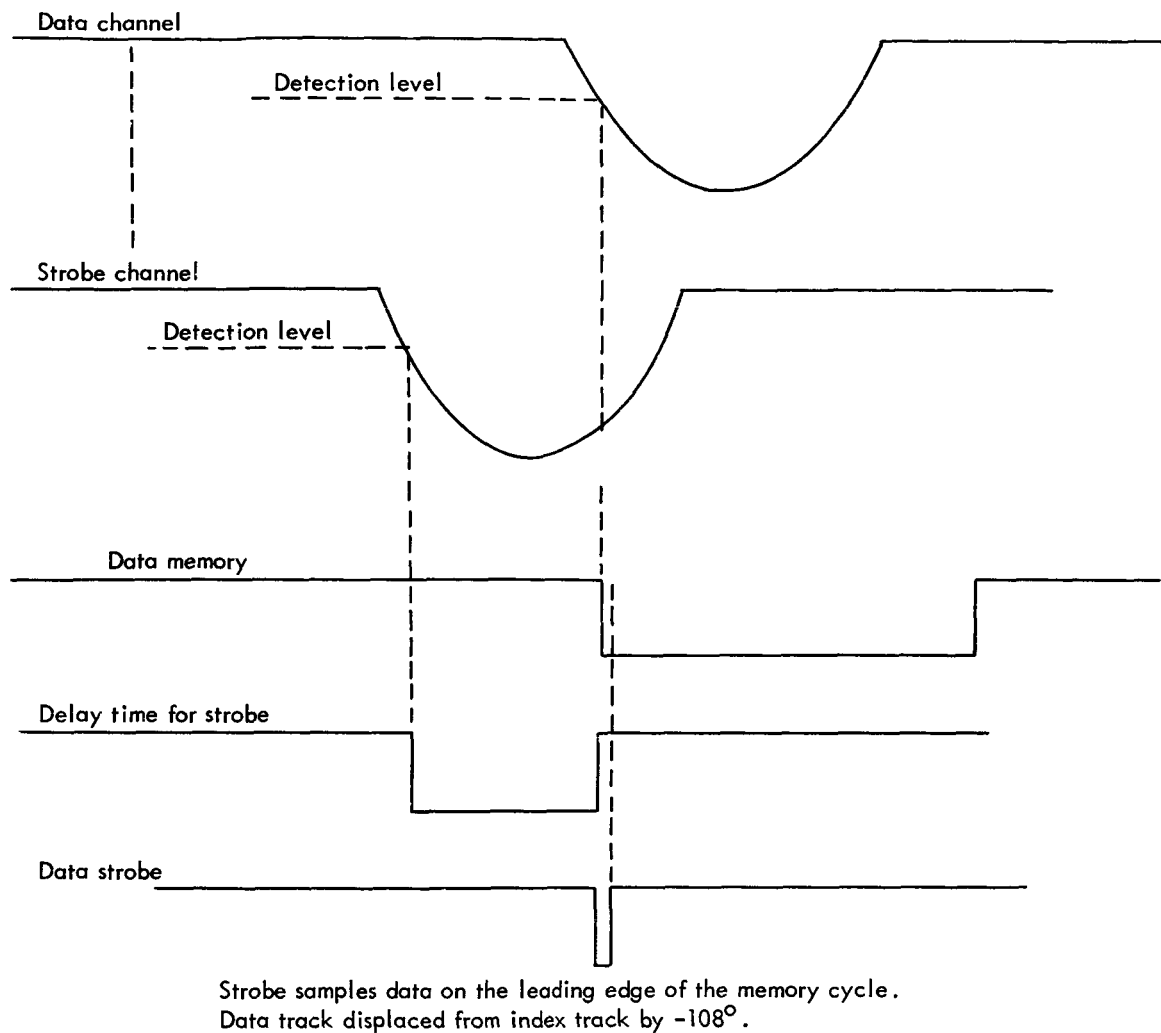 Data channel
Detection level
Strobe channel
Detection level
Data memory
Delay time for strobe
Data strobe
Strobe samples data on the leading edge of the memory cycle.
Data track displaced from index track by -108°.